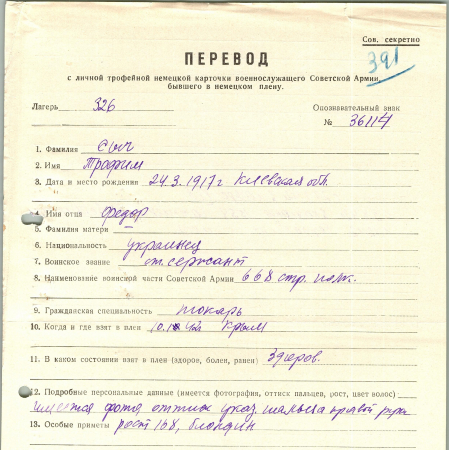 Сов. секретно
391
ПЕРЕВОД
с личной трофейной немецкой карточки военнослужащего Советской Армии,
бывшего в немецком плену.
Лагерь 326
Опознавательный знак
№ 36114
1. Фамилия Сыч
2. Имя Трофим
3. Дата и место рождения 24.3.1917г Киевская обл.
4. Имя отца Федор
5. Фамилия матери —
6. Национальность украинец
7. Воинское звание ст. сержант
8. Наименование воинской части Советской Армии 668 стр. полк.
9. Гражданская специальность токарь
10. Когда и где взят в плен Крым
11. В каком состоянии взят в плен (здоров, болен, ранен) Здоров.
12. Подробные персональные данные (имеется фотография, оттиск пальцев, рост, цвет волос)
имеется фото, оттиск указ. пальца правой руки
13. Особые приметы рост 168, блондин